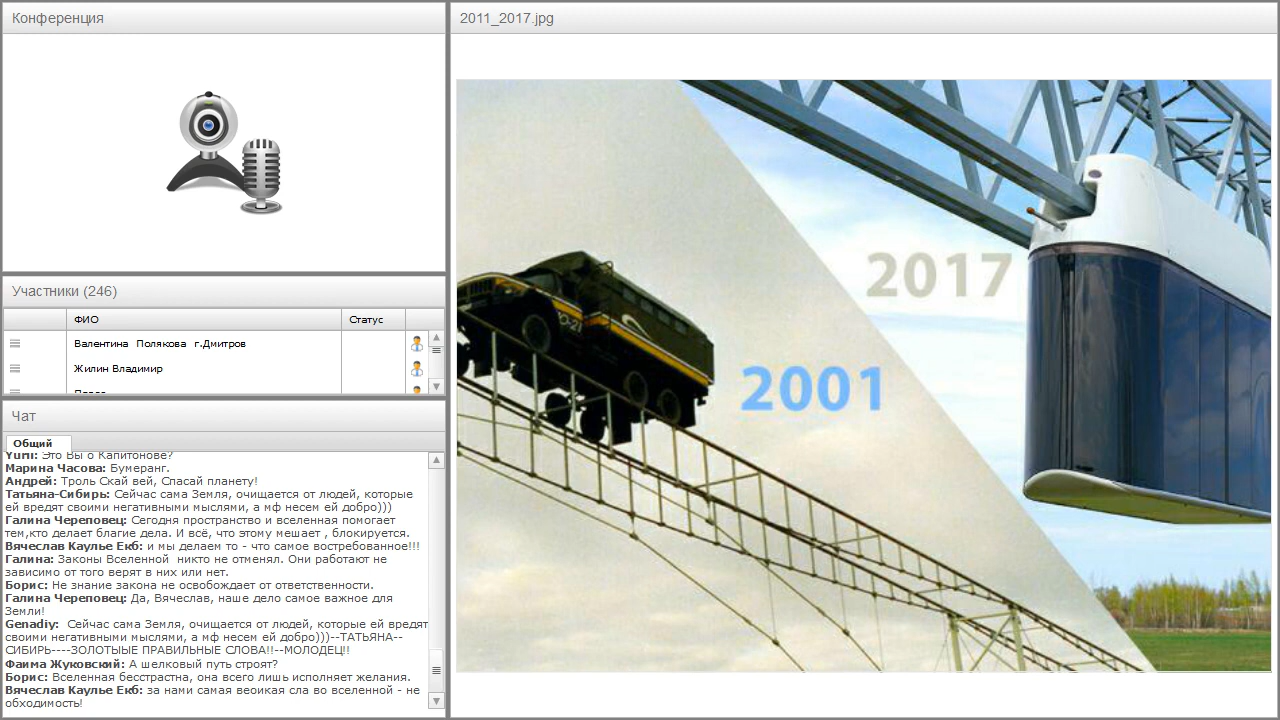 Конференция
2011_2017.jpg
2017
2001
Участники (246)
ФИО
Статус
Валентина Полякова г.Дмитров
Жилин Владимир
Чат
Общий
Yurii: Это Вы о Капитонове?
Марина Часова: Бумеранг.
Андрей: Троль Скай вей, Спасай планету!
Татьяна-Сибирь: Сейчас сама Земля, очищается от людей, которые
ей вредят своими негативными мыслями, а мф несем ей добро)))
Галина Череповец: Сегодня пространство и вселенная помогает
тем,кто делает благие дела. И всё, что этому мешает , блокируется.
Вячеслав Каулье Екб: и мы делаем то - что самое востребованное!!!
Галина: Законы Вселенной никто не отменял. Они работают не
зависимо от того верят в них или нет.
Борис: Не знание закона не освобождает от ответственности.
Галина Череповец: Да, Вячеслав, наше дело самое важное для
Земли!
Genadiy: Сейчас сама Земля, очищается от людей, которые ей вредят
своими негативными мыслями, а мф несем ей добро)))--ТАТЬЯНА--
СИБИРЬ----ЗОЛОТЫЫЕ ПРАВИЛЬНЫЕ СЛОВА!!--МОЛОДЕЦ!!
Фаима Жуковский: А шелковый путь строят?
Борис: Вселенная бесстрастна, она всего лишь исполняет желания.
Вячеслав Каулье Екб: за нами самая веоикая сла во вселенной - не
обходимость!